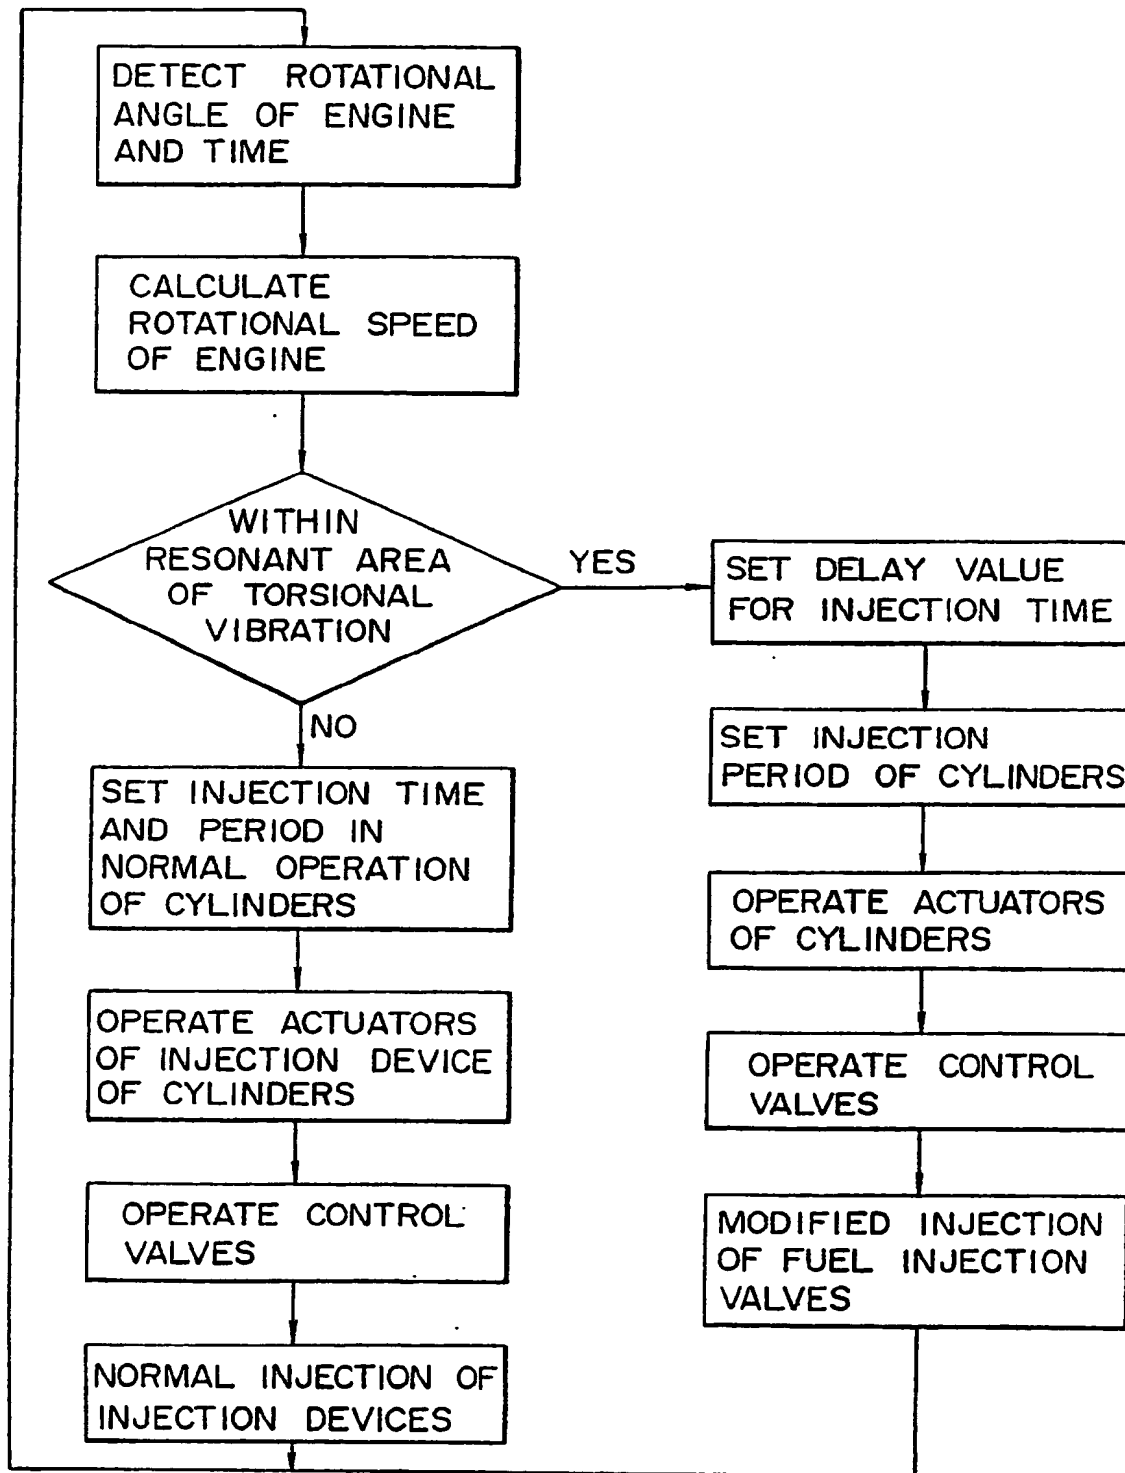 DETECT ROTATIONAL
ANGLE OF ENGINE
AND TIME
CALCULATE
ROTATIONAL SPEED
OF ENGINE
WITHIN
RESONANT AREA
OF TORSIONAL
VIBRATION
YES
NO
SET INJECTION TIME
AND PERIOD IN
NORMAL OPERATION
OF CYLINDERS
OPERATE ACTUATORS
OF INJECTION DEVICE
OF CYLINDERS
OPERATE CONTROL
VALVES
NORMAL INJECTION OF
INJECTION DEVICES
SET DELAY VALUE
FOR INJECTION TIME
SET INJECTION
PERIOD OF CYLINDERS
OPERATE ACTUATORS
OF CYLINDERS
OPERATE CONTROL
VALVES
MODIFIED INJECTION
OF FUEL INJECTION
VALVES